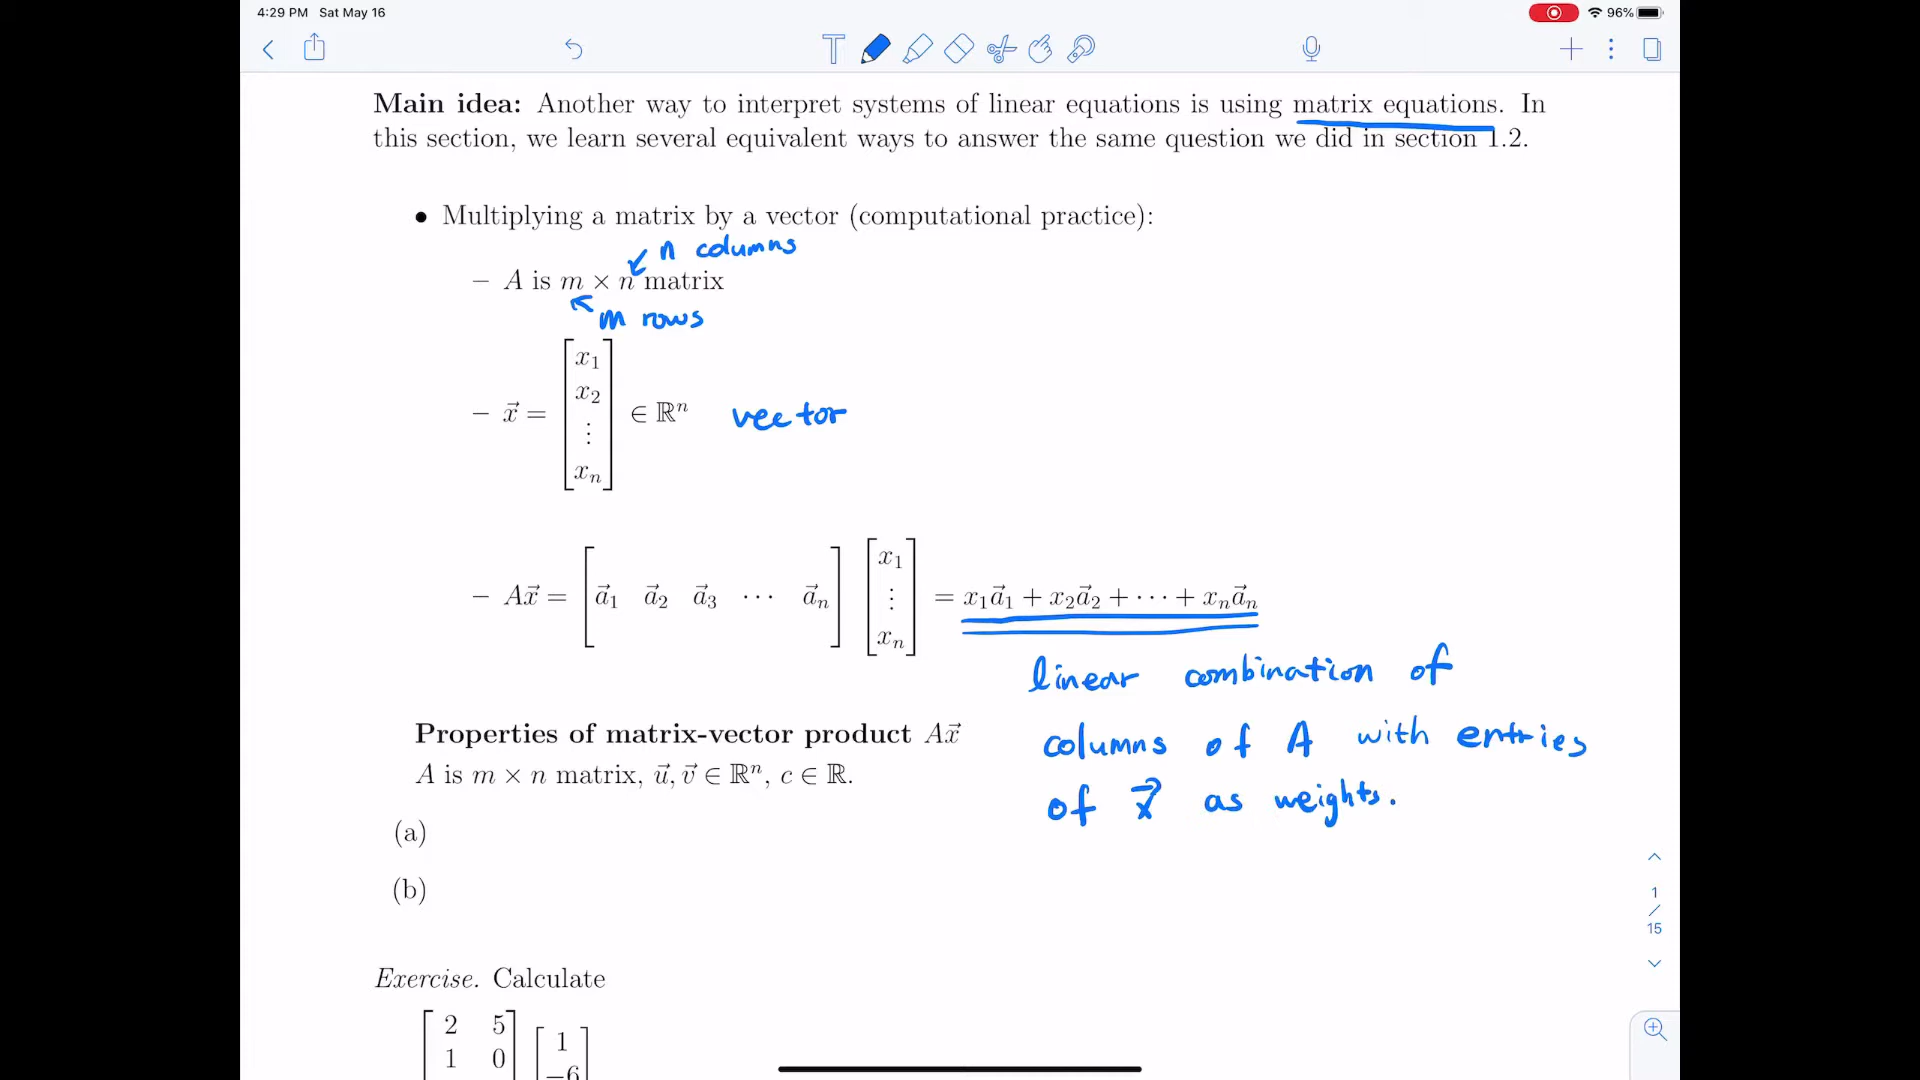 4:29 PM Sat May 16 96%
Main idea: Another way to interpret systems of linear equations is using matrix equations. In
this section, we learn several equivalent ways to answer the same question we did in section 1.2.
• Multiplying a matrix by a vector (computational practice):
n columns
– A is m × n matrix
m rows
– x⃗ = [x₁ x₂ ⋮ xₙ] ∈ ℝⁿ vector
– Ax⃗ = [a⃗₁ a⃗₂ a⃗₃ ⋯ a⃗ₙ] [x₁ ⋮ xₙ] = x₁a⃗₁ + x₂a⃗₂ + ⋯ + xₙa⃗ₙ
linear combination of
columns of A with entries
of x⃗ as weights.
Properties of matrix-vector product Ax⃗
A is m × n matrix, u⃗, v⃗ ∈ ℝⁿ, c ∈ ℝ.
(a)
(b)
1
/
15
Exercise. Calculate
2 5
1 0
1
−6